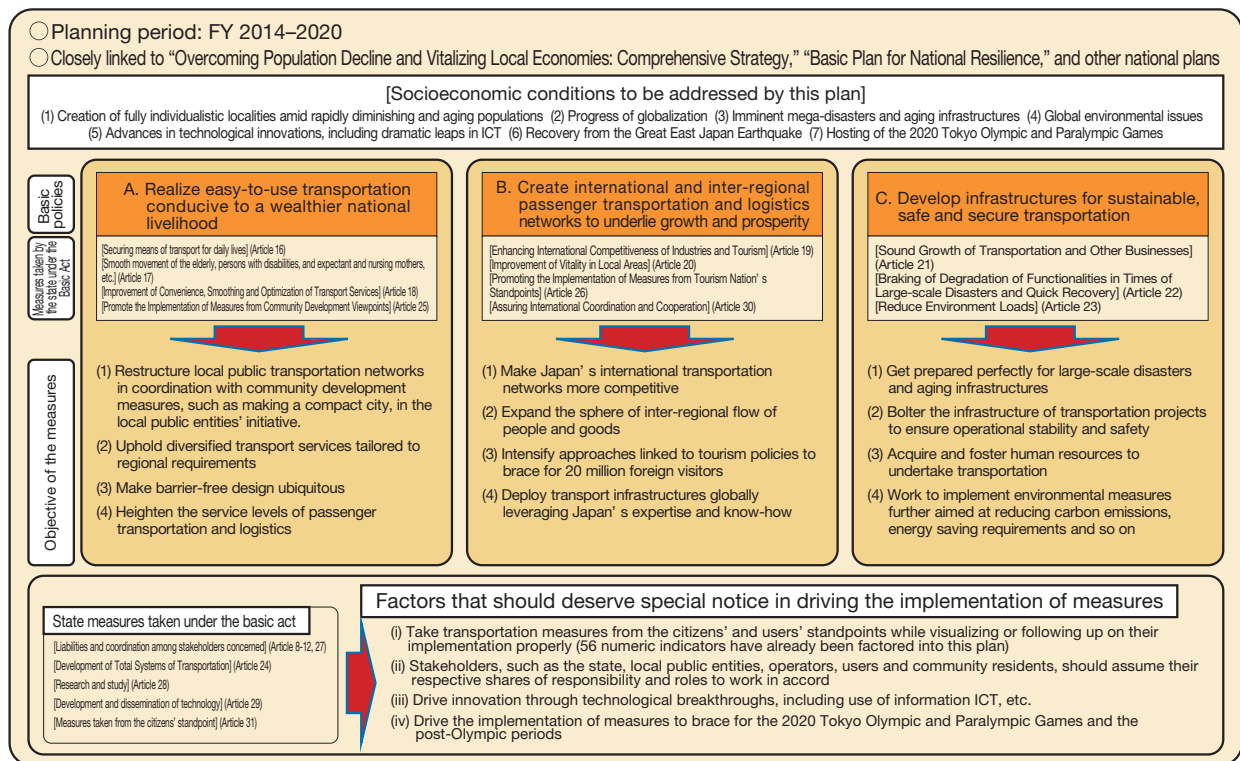 ○Planning period: FY 2014–2020
○Closely linked to “Overcoming Population Decline and Vitalizing Local Economies: Comprehensive Strategy,” “Basic Plan for National Resilience,” and other national plans
[Socioeconomic conditions to be addressed by this plan]
(1) Creation of fully individualistic localities amid rapidly diminishing and aging populations (2) Progress of globalization (3) Imminent mega-disasters and aging infrastructures (4) Global environmental issues
(5) Advances in technological innovations, including dramatic leaps in ICT (6) Recovery from the Great East Japan Earthquake (7) Hosting of the 2020 Tokyo Olympic and Paralympic Games
Basic
policies
A. Realize easy-to-use transportation
conducive to a wealthier national
livelihood
B. Create international and inter-regional
passenger transportation and logistics
networks to underlie growth and prosperity
C. Develop infrastructures for sustainable,
safe and secure transportation
Measures taken by
the state under the
Basic Act
[Securing means of transport for daily lives] (Article 16)
[Smooth movement of the elderly, persons with disabilities, and expectant and nursing mothers,
etc.] (Article 17)
[Improvement of Convenience, Smoothing and Optimization of Transport Services] (Article 18)
[Promote the Implementation of Measures from Community Development Viewpoints] (Article 25)
[Enhancing International Competitiveness of Industries and Tourism] (Article 19)
[Improvement of Vitality in Local Areas] (Article 20)
[Promoting the Implementation of Measures from Tourism Nation’ s
Standpoints] (Article 26)
[Assuring International Coordination and Cooperation] (Article 30)
[Sound Growth of Transportation and Other Businesses]
(Article 21)
[Braking of Degradation of Functionalities in Times of
Large-scale Disasters and Quick Recovery] (Article 22)
[Reduce Environment Loads] (Article 23)
Objective of the measures
(1) Restructure local public transportation networks
in coordination with community development
measures, such as making a compact city, in the
local public entities’ initiative.
(2) Uphold diversified transport services tailored to
regional requirements
(3) Make barrier-free design ubiquitous
(4) Heighten the service levels of passenger
transportation and logistics
(1) Make Japan’ s international transportation
networks more competitive
(2) Expand the sphere of inter-regional flow of
people and goods
(3) Intensify approaches linked to tourism policies to
brace for 20 million foreign visitors
(4) Deploy transport infrastructures globally
leveraging Japan’ s expertise and know-how
(1) Get prepared perfectly for large-scale disasters
and aging infrastructures
(2) Bolter the infrastructure of transportation projects
to ensure operational stability and safety
(3) Acquire and foster human resources to
undertake transportation
(4) Work to implement environmental measures
further aimed at reducing carbon emissions,
energy saving requirements and so on
State measures taken under the basic act
[Liabilities and coordination among stakeholders concerned] (Article 8-12, 27)
[Development of Total Systems of Transportation] (Article 24)
[Research and study] (Article 28)
[Development and dissemination of technology] (Article 29)
[Measures taken from the citizens’ standpoint] (Article 31)
Factors that should deserve special notice in driving the implementation of measures
(i) Take transportation measures from the citizens’ and users’ standpoints while visualizing or following up on their
implementation properly (56 numeric indicators have already been factored into this plan)
(ii) Stakeholders, such as the state, local public entities, operators, users and community residents, should assume their
respective shares of responsibility and roles to work in accord
(iii) Drive innovation through technological breakthroughs, including use of information ICT, etc.
(iv) Drive the implementation of measures to brace for the 2020 Tokyo Olympic and Paralympic Games and the
post-Olympic periods